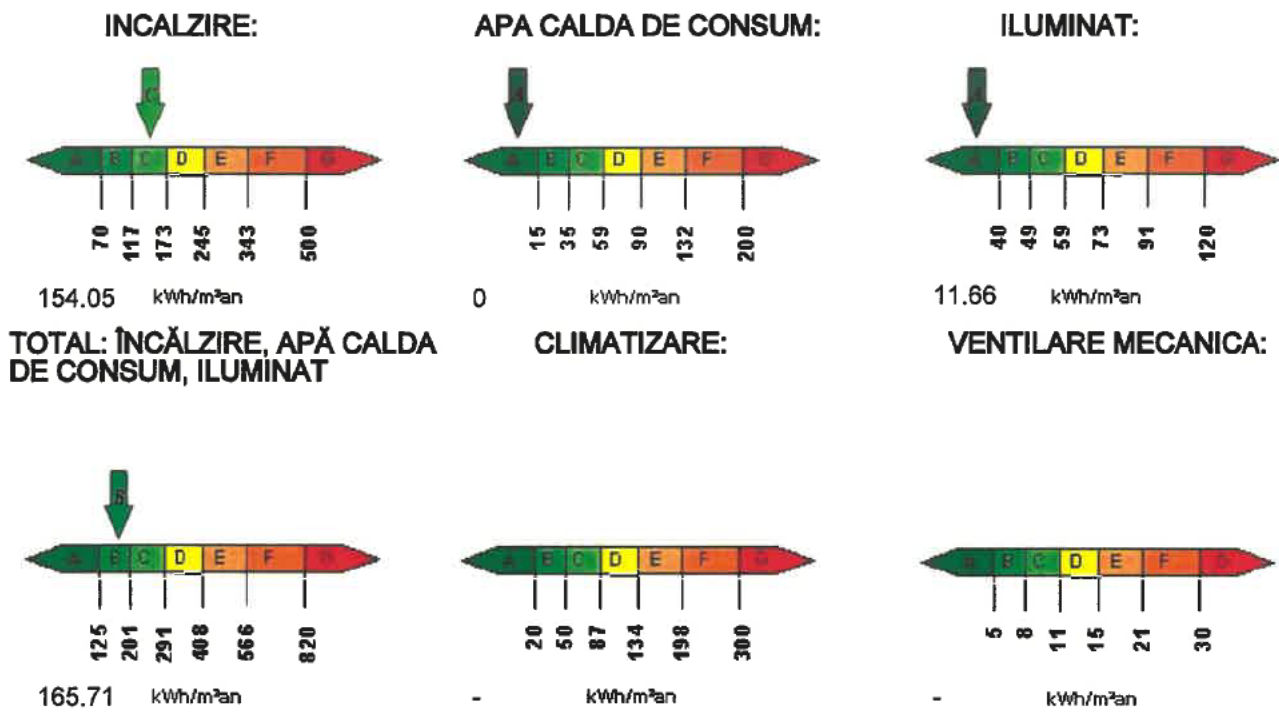 INCALZIRE:
C
A B C D E F G
70 117 173 245 343 500
154.05 kWh/m²an
APA CALDA DE CONSUM:
A
A B C D E F G
15 35 59 90 132 200
0 kWh/m²an
ILUMINAT:
A
A B C D E F G
40 49 59 73 91 120
11.66 kWh/m²an
TOTAL: ÎNCĂLZIRE, APĂ CALDA
DE CONSUM, ILUMINAT
B
A B C D E F G
125 201 291 408 566 820
165.71 kWh/m²an
CLIMATIZARE:
A B C D E F G
20 50 87 134 198 300
- kWh/m²an
VENTILARE MECANICA:
A B C D E F G
5 8 11 15 21 30
- kWh/m²an